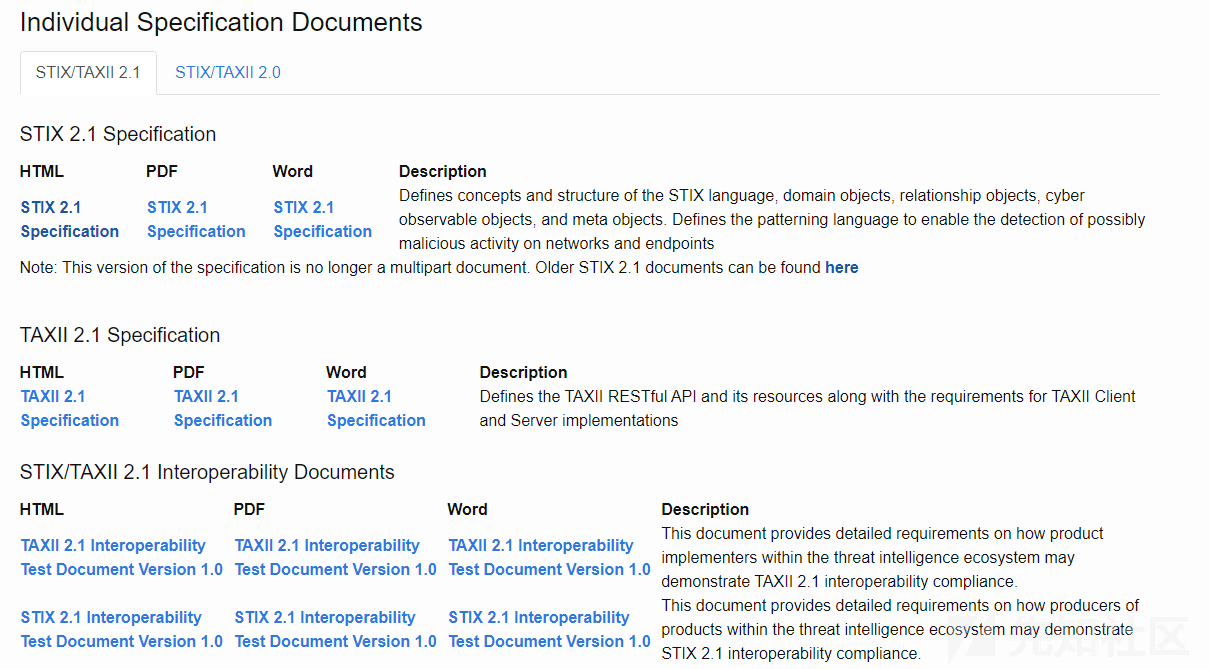 Individual Specification Documents
STIX/TAXII 2.1 STIX/TAXII 2.0
STIX 2.1 Specification
HTML PDF Word Description
STIX 2.1 Specification STIX 2.1 Specification STIX 2.1 Specification
Defines concepts and structure of the STIX language, domain objects, relationship objects, cyber
observable objects, and meta objects. Defines the patterning language to enable the detection of possibly
malicious activity on networks and endpoints
Note: This version of the specification is no longer a multipart document. Older STIX 2.1 documents can be found here
TAXII 2.1 Specification
HTML PDF Word Description
TAXII 2.1 TAXII 2.1 TAXII 2.1 Defines the TAXII RESTful API and its resources along with the requirements for TAXII Client
Specification Specification Specification and Server implementations
STIX/TAXII 2.1 Interoperability Documents
HTML PDF Word Description
This document provides detailed requirements on how product
TAXII 2.1 Interoperability TAXII 2.1 Interoperability TAXII 2.1 Interoperability implementers within the threat intelligence ecosystem may
Test Document Version 1.0 Test Document Version 1.0 Test Document Version 1.0 demonstrate TAXII 2.1 interoperability compliance.
This document provides detailed requirements on how producers of
STIX 2.1 Interoperability STIX 2.1 Interoperability STIX 2.1 Interoperability products within the threat intelligence ecosystem may demonstrate
Test Document Version 1.0 Test Document Version 1.0 Test Document Version 1.0 STIX 2.1 interoperability compliance.
先知社区